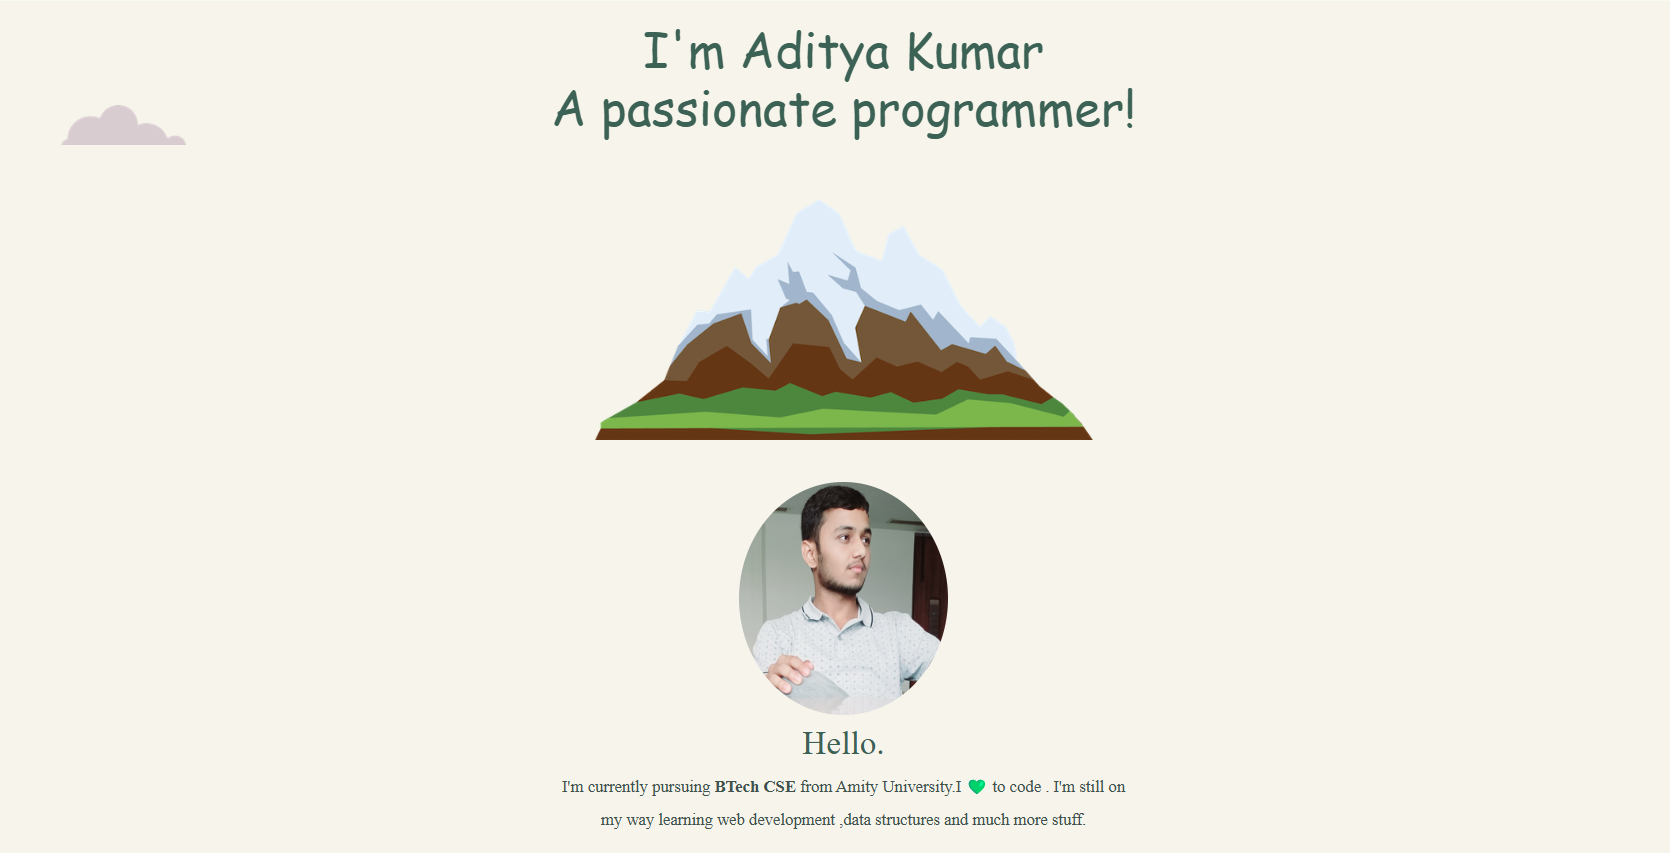 I'm Aditya Kumar
A passionate programmer!
Hello.
I'm currently pursuing BTech CSE from Amity University.I 💚 to code . I'm still on
my way learning web development ,data structures and much more stuff.